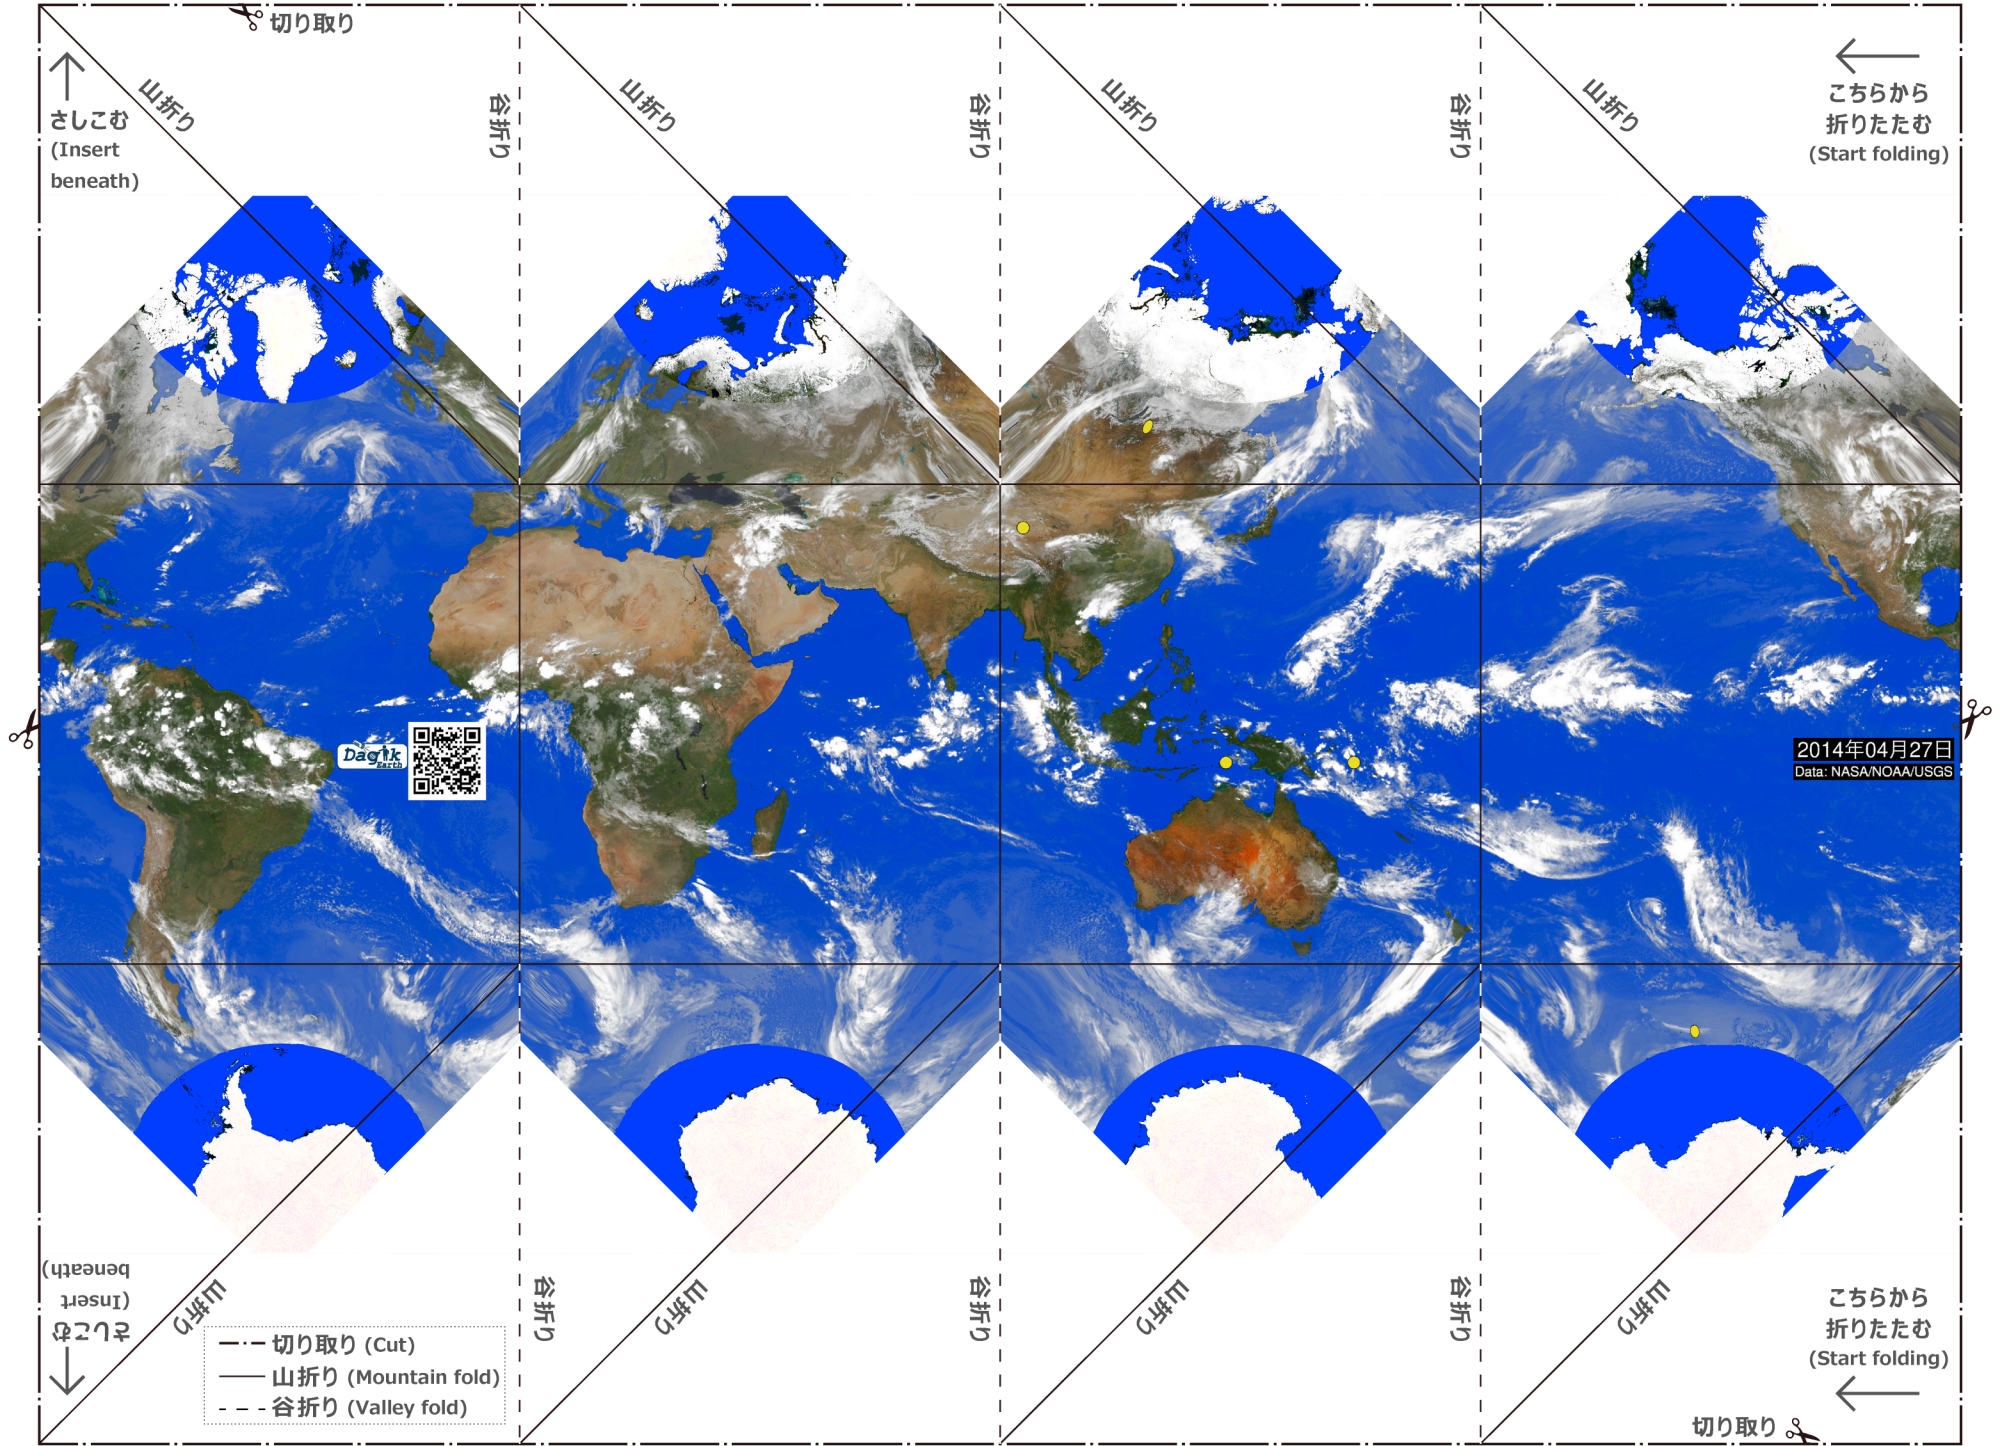 切り取り
さしこむ
(Insert
beneath)
山折り
谷折り
山折り
谷折り
山折り
谷折り
山折り
こちらから
折りたたむ
(Start folding)
Dagik
Earth
2014年04月27日
Data: NASA/NOAA/USGS
さしこむ
(Insert
beneath)
山折り
谷折り
山折り
谷折り
山折り
谷折り
山折り
こちらから
折りたたむ
(Start folding)
切り取り (Cut)
山折り (Mountain fold)
谷折り (Valley fold)
切り取り